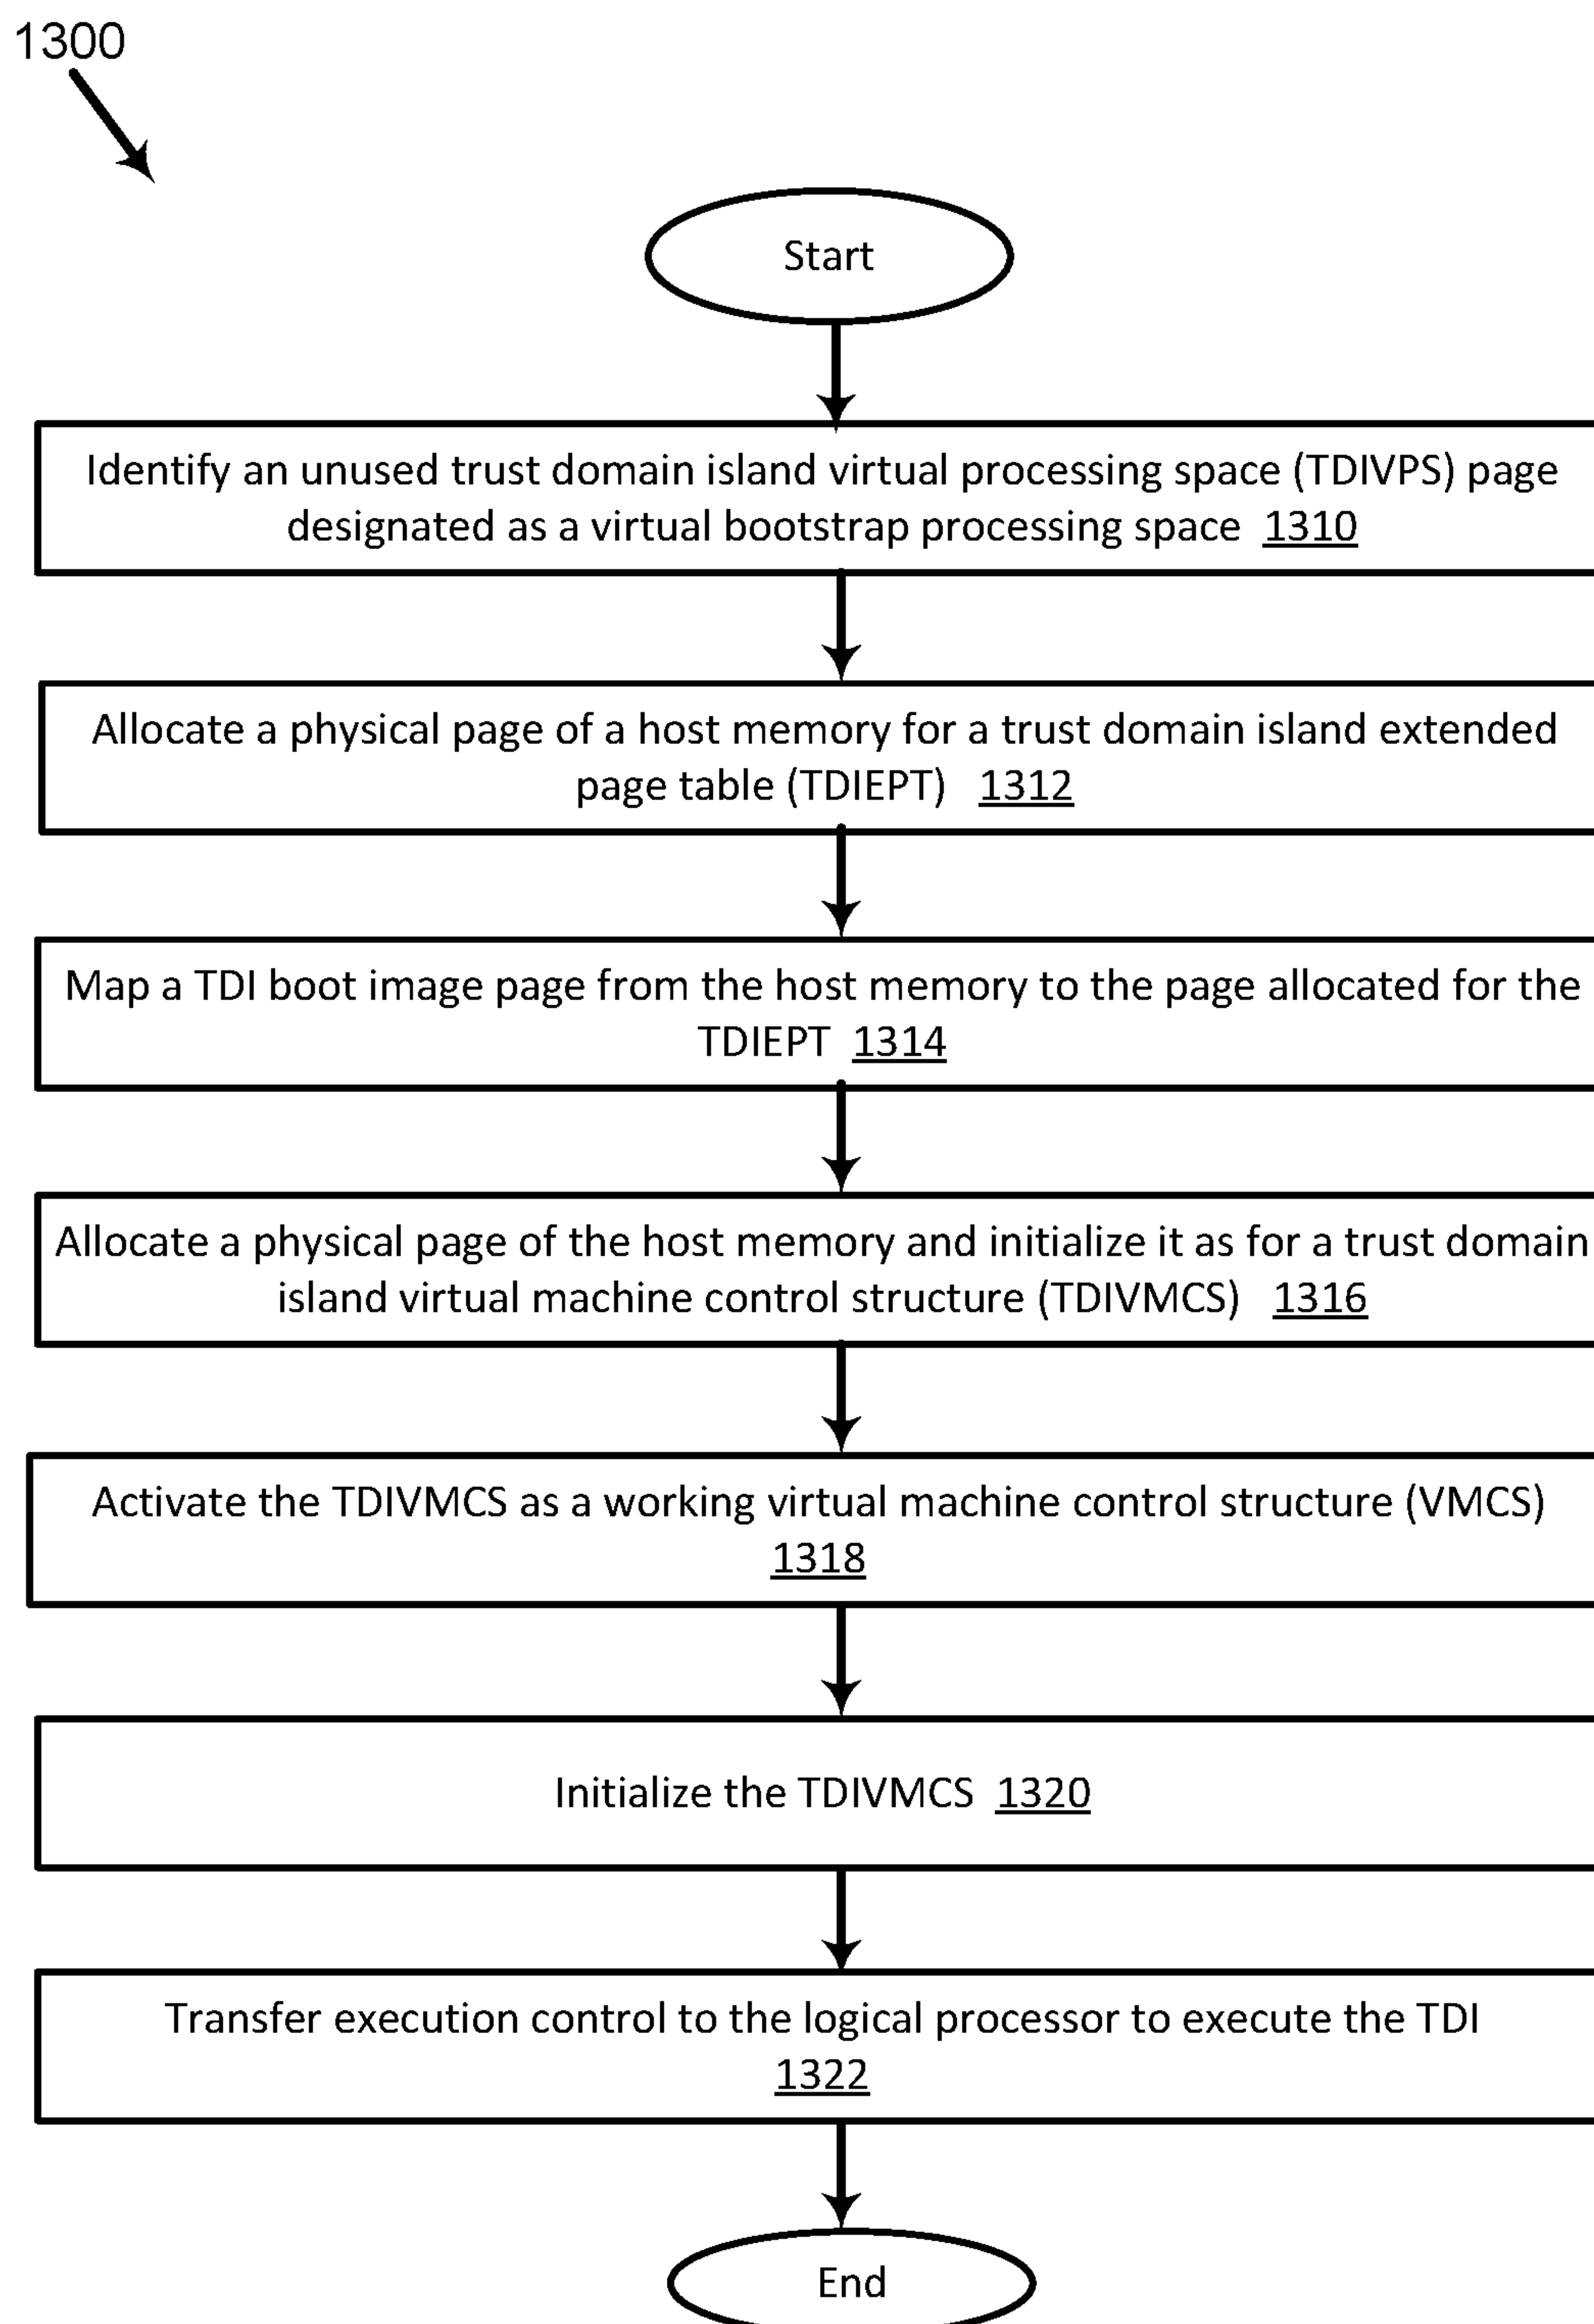 1300
Start
Identify an unused trust domain island virtual processing space (TDIVPS) page
designated as a virtual bootstrap processing space 1310
Allocate a physical page of a host memory for a trust domain island extended
page table (TDIEPT) 1312
Map a TDI boot image page from the host memory to the page allocated for the
TDIEPT 1314
Allocate a physical page of the host memory and initialize it as for a trust domain
island virtual machine control structure (TDIVMCS) 1316
Activate the TDIVMCS as a working virtual machine control structure (VMCS)
1318
Initialize the TDIVMCS 1320
Transfer execution control to the logical processor to execute the TDI
1322
End